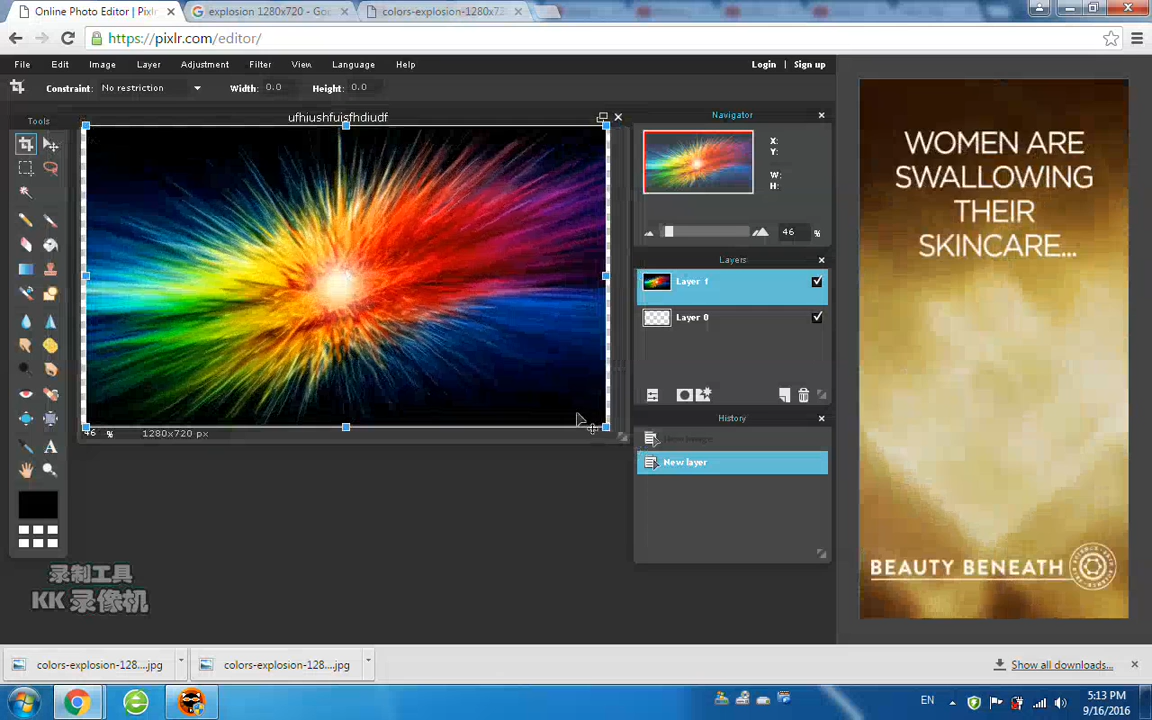 Online Photo Editor | Pixlr
explosion 1280x720 - Goo
colors-explosion-1280x72
https://pixlr.com/editor/
File Edit Image Layer Adjustment Filter View Language Help Login Sign up
Constraint: No restriction Width: 0.0 Height: 0.0
Tools
ufhiushfuisfhdiudf
46 % 1280x720 px
Navigator
X:
Y:
W:
H:
46 %
Layers
Layer 1
Layer 0
History
New image
New layer
WOMEN ARE
SWALLOWING
THEIR
SKINCARE...
BEAUTY BENEATH
录制工具
KK 录像机
colors-explosion-128....jpg
colors-explosion-128....jpg
Show all downloads...
EN
5:13 PM
9/16/2016